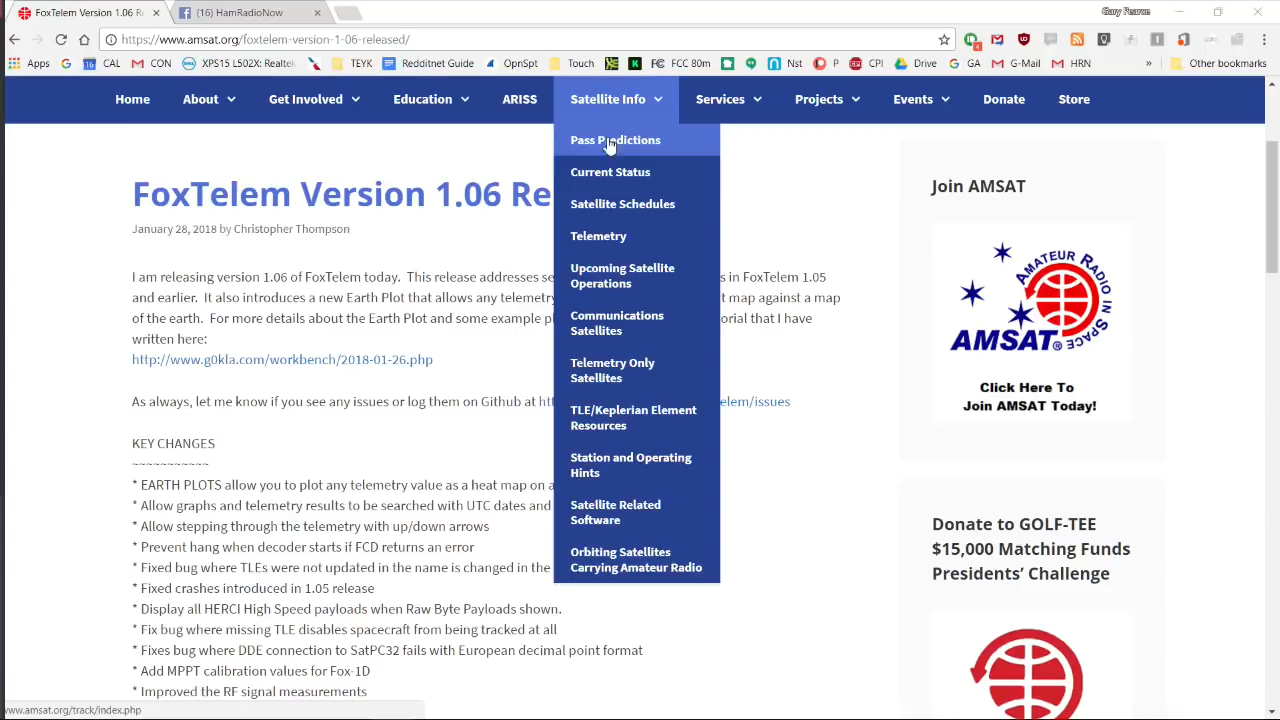 FoxTelem Version 1.06 Re
(16) HamRadioNow
Gary Pearce
https://www.amsat.org/foxtelem-version-1-06-released/
Apps
CAL
CON
XPS15 L502X: Realtek
TEYK
Redditnet Guide
OpnSpt
Touch
FCC 80m
Nst
P
CPI
Drive
GA
G-Mail
HRN
»
Other bookmarks
Home
About
Get Involved
Education
ARISS
Satellite Info
Services
Projects
Events
Donate
Store
Pass Predictions
Current Status
Satellite Schedules
Telemetry
Upcoming Satellite
Operations
Communications
Satellites
Telemetry Only
Satellites
TLE/Keplerian Element
Resources
Station and Operating
Hints
Satellite Related
Software
Orbiting Satellites
Carrying Amateur Radio
FoxTelem Version 1.06 Re
January 28, 2018 by Christopher Thompson
I am releasing version 1.06 of FoxTelem today. This release addresses se s in FoxTelem 1.05
and earlier. It also introduces a new Earth Plot that allows any telemetry t map against a map
of the earth. For more details about the Earth Plot and some example pl orial that I have
written here:
http://www.g0kla.com/workbench/2018-01-26.php
As always, let me know if you see any issues or log them on Github at ht elem/issues
KEY CHANGES
~~~~~~~~~~~
* EARTH PLOTS allow you to plot any telemetry value as a heat map on a
* Allow graphs and telemetry results to be searched with UTC dates and
* Allow stepping through the telemetry with up/down arrows
* Prevent hang when decoder starts if FCD returns an error
* Fixed bug where TLEs were not updated in the name is changed in the
* Fixed crashes introduced in 1.05 release
* Display all HERCI High Speed payloads when Raw Byte Payloads shown.
* Fix bug where missing TLE disables spacecraft from being tracked at all
* Fixes bug where DDE connection to SatPC32 fails with European decimal point format
* Add MPPT calibration values for Fox-1D
* Improved the RF signal measurements
Join AMSAT
AMATEUR RADIO IN SPACE
AMSAT®
Click Here To
Join AMSAT Today!
Donate to GOLF-TEE
$15,000 Matching Funds
Presidents' Challenge
www.amsat.org/track/index.php